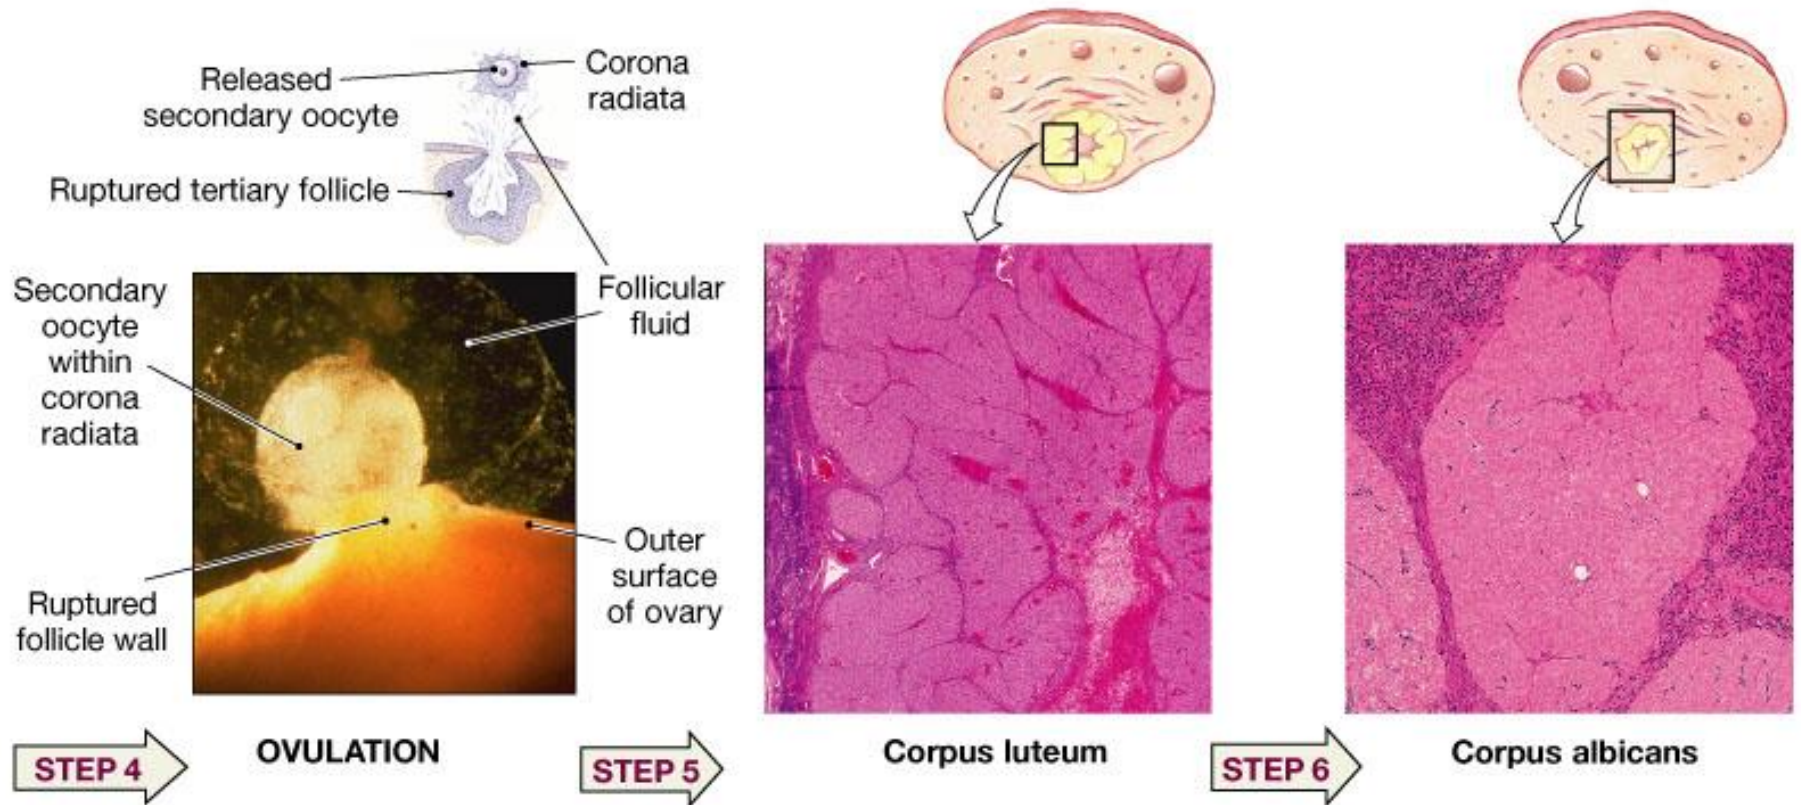 Released
secondary oocyte
Corona
radiata
Ruptured tertiary follicle
Secondary
oocyte
within
corona
radiata
Follicular
fluid
Ruptured
follicle wall
Outer
surface
of ovary
STEP 4
OVULATION
STEP 5
Corpus luteum
STEP 6
Corpus albicans